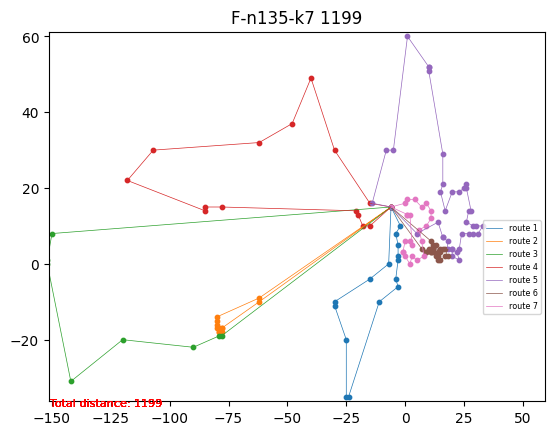 F-n135-k7 1199
60
40
20
0
−20
−150
−125
−100
−75
−50
−25
0
25
50
route 1
route 2
route 3
route 4
route 5
route 6
route 7
Total distance: 1199